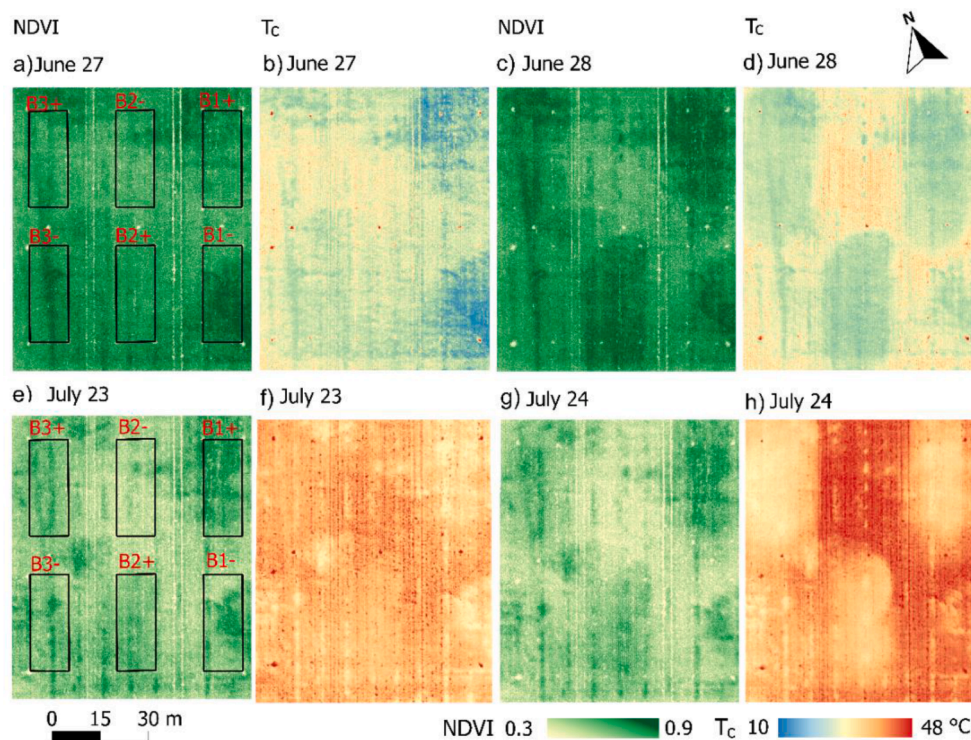 NDVI Tc NDVI Tc N
a) June 27 b) June 27 c) June 28 d) June 28
B3+ B2- B1+
B3- B2+ B1-
e) July 23 f) July 23 g) July 24 h) July 24
B3+ B2- B1+
B3- B2+ B1-
0 15 30 m NDVI 0.3 0.9 Tc 10 48 °C